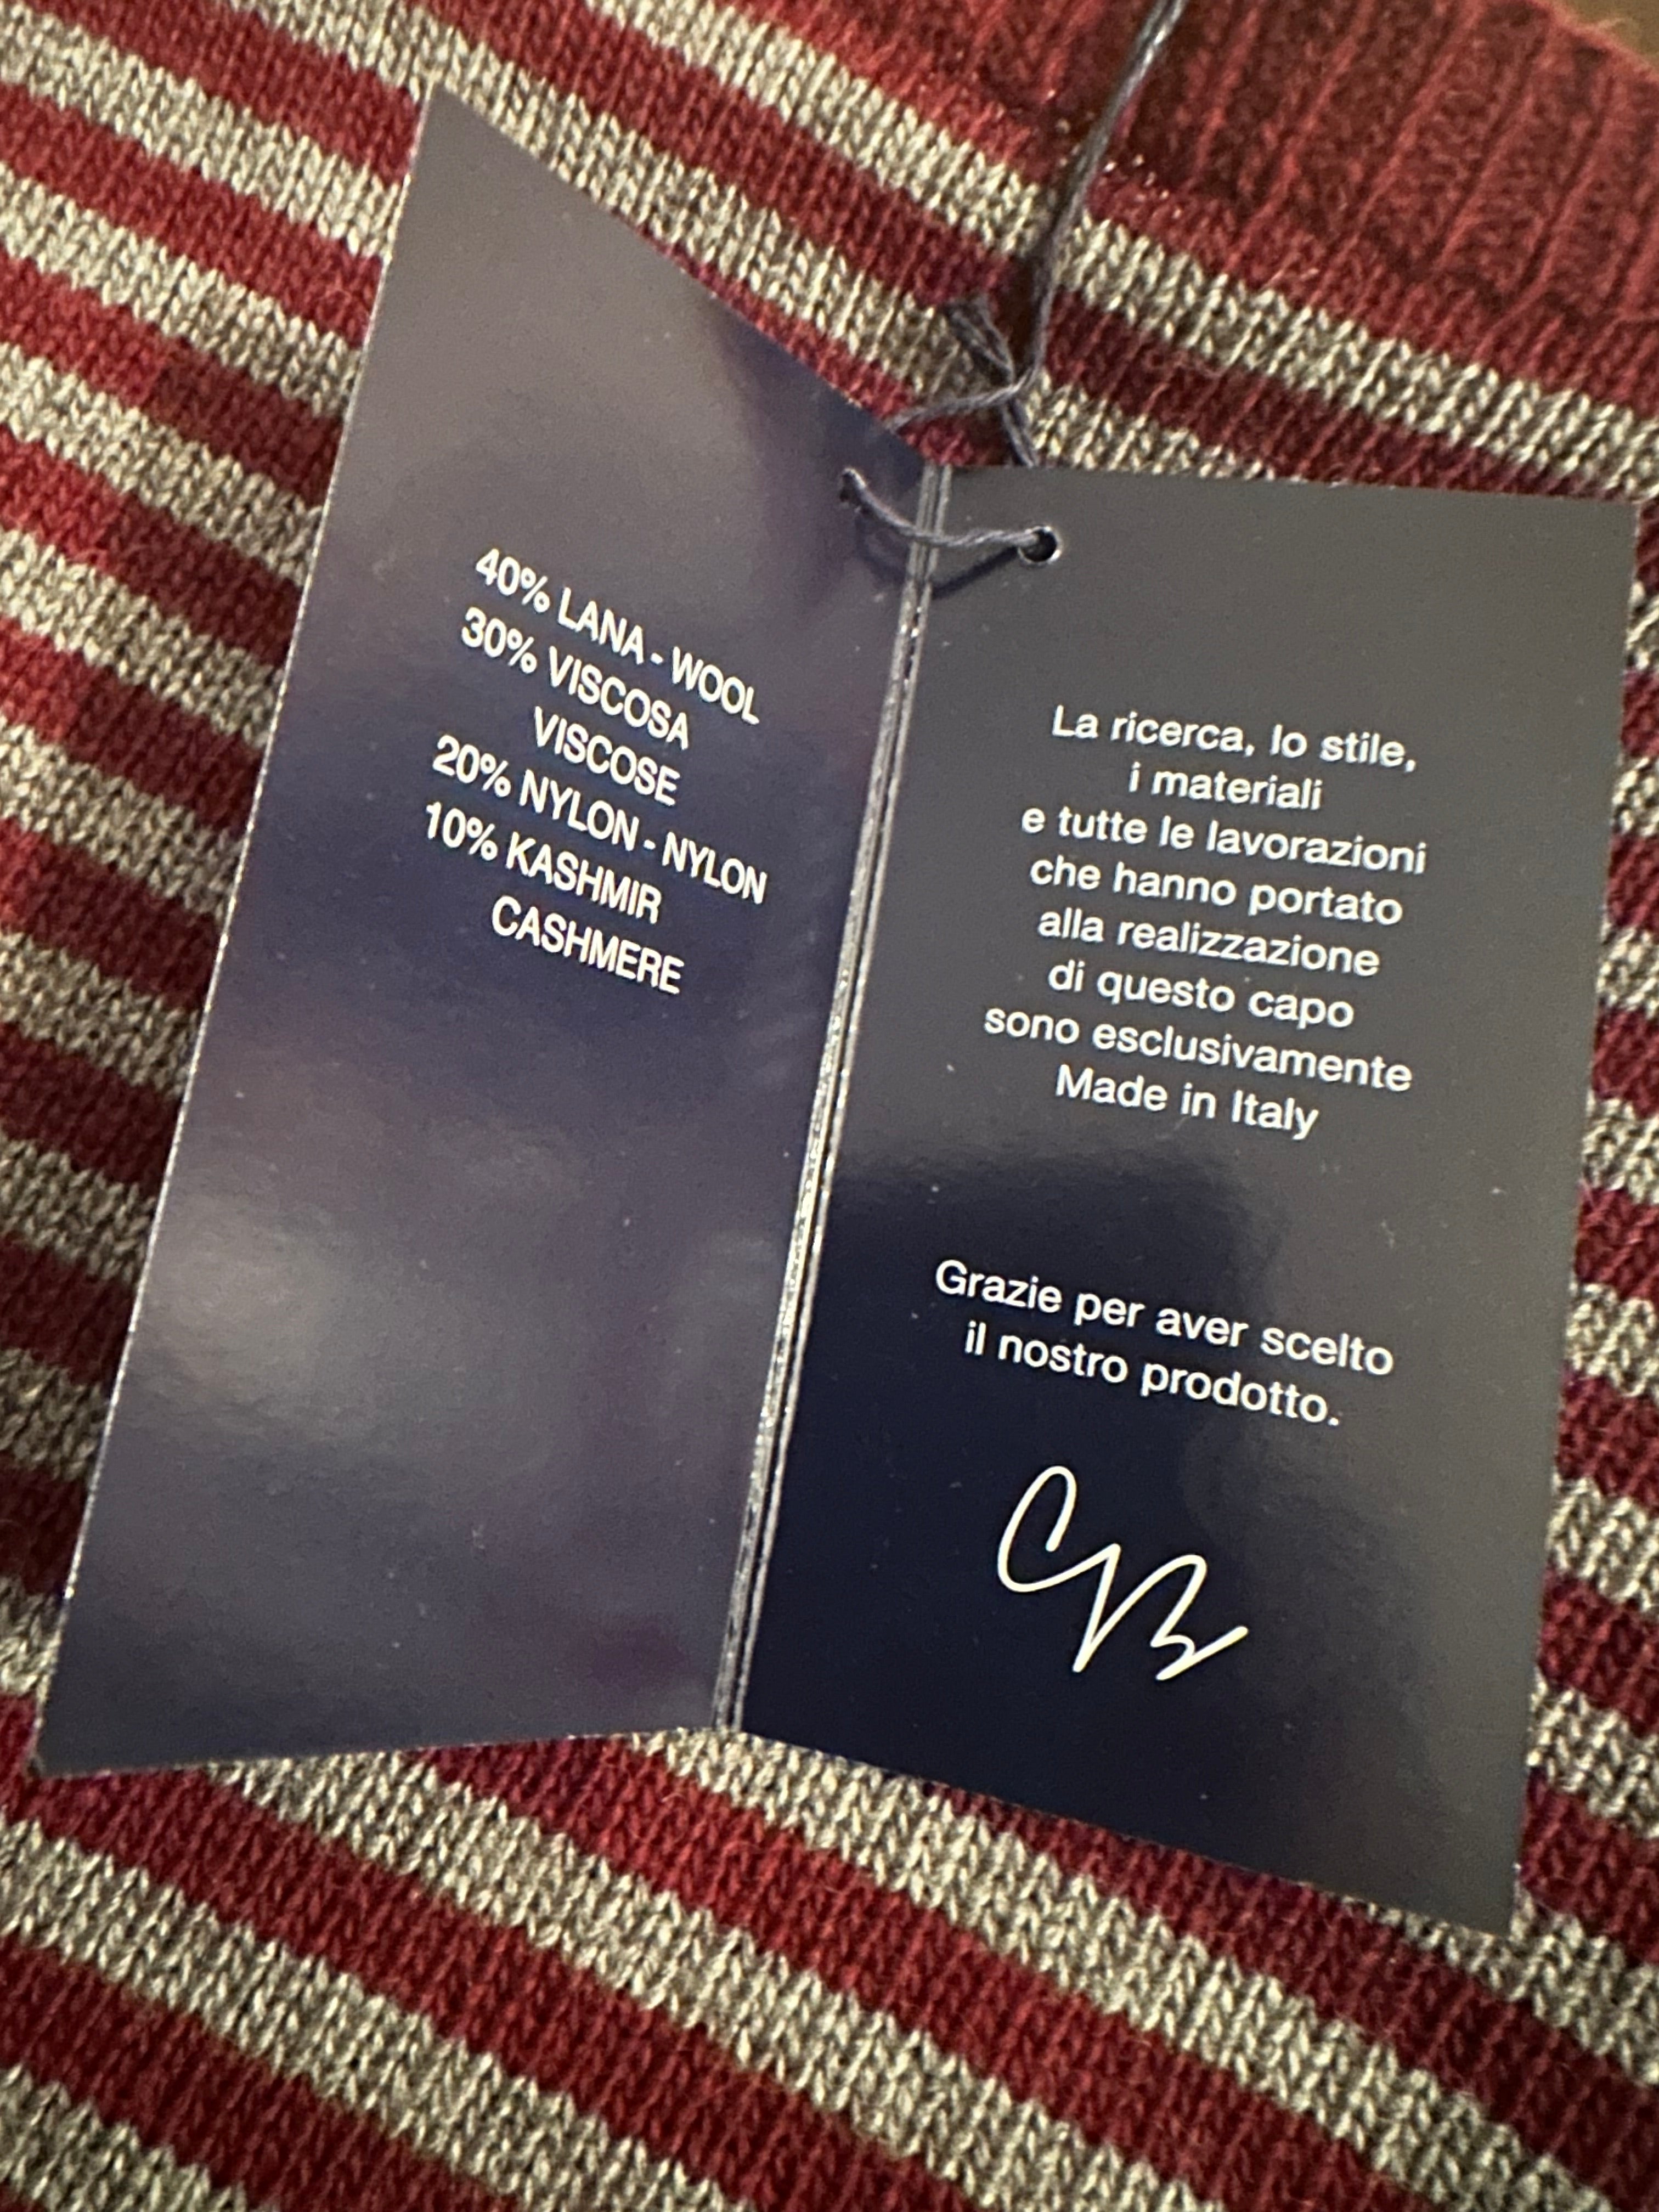 40% LANA - WOOL
30% VISCOSA
VISCOSE
20% NYLON - NYLON
10% KASHMIR
CASHMERE
La ricerca, lo stile,
i materiali
e tutte le lavorazioni
che hanno portato
alla realizzazione
di questo capo
sono esclusivamente
Made in Italy
Grazie per aver scelto
il nostro prodotto.
CB